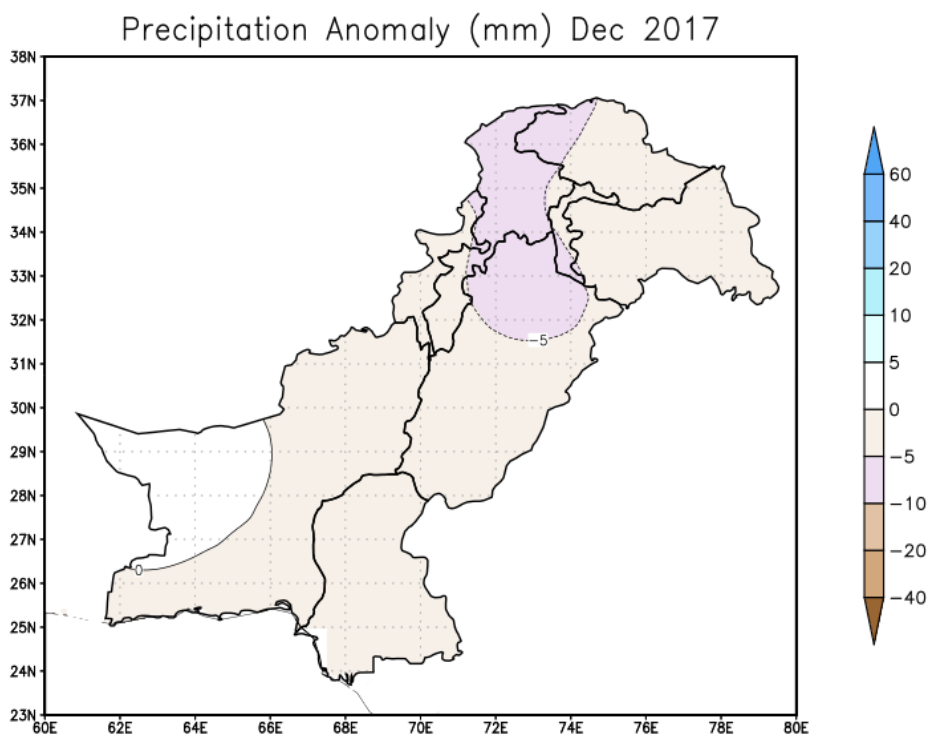 Precipitation Anomaly (mm) Dec 2017
38N
37N
36N
35N
34N
33N
32N
31N
30N
29N
28N
27N
26N
25N
24N
23N
60E 62E 64E 66E 68E 70E 72E 74E 76E 78E 80E
−5
0
60
40
20
10
5
0
−5
−10
−20
−40